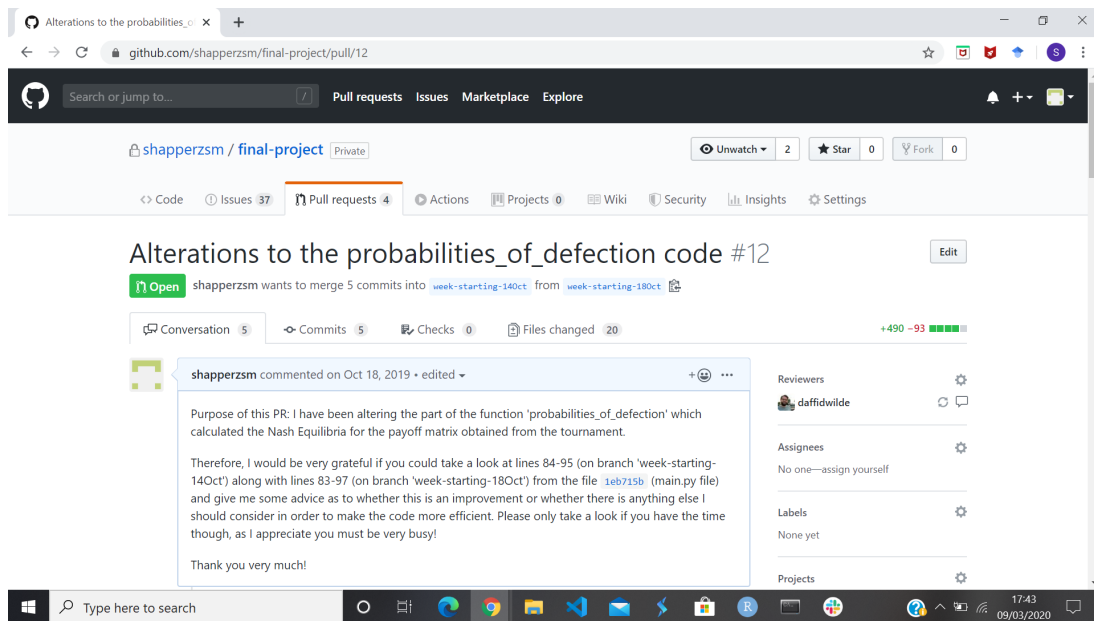 Alterations to the probabilities_o
github.com/shapperzsm/final-project/pull/12
S
Search or jump to...
/
Pull requests Issues Marketplace Explore
shapperzsm / final-project Private
Unwatch 2 Star 0 Fork 0
<> Code Issues 37 Pull requests 4 Actions Projects 0 Wiki Security Insights Settings
Alterations to the probabilities_of_defection code #12
Edit
Open shapperzsm wants to merge 5 commits into week-starting-14Oct from week-starting-18Oct
Conversation 5 Commits 5 Checks 0 Files changed 20 +490 −93
shapperzsm commented on Oct 18, 2019 • edited
Purpose of this PR: I have been altering the part of the function 'probabilities_of_defection' which
calculated the Nash Equilibria for the payoff matrix obtained from the tournament.
Therefore, I would be very grateful if you could take a look at lines 84-95 (on branch 'week-starting-
14Oct') along with lines 83-97 (on branch 'week-starting-18Oct') from the file 1eb715b (main.py file)
and give me some advice as to whether this is an improvement or whether there is anything else I
should consider in order to make the code more efficient. Please only take a look if you have the time
though, as I appreciate you must be very busy!
Thank you very much!
Reviewers
daffidwilde
Assignees
No one—assign yourself
Labels
None yet
Projects
Type here to search
R
17:43
09/03/2020